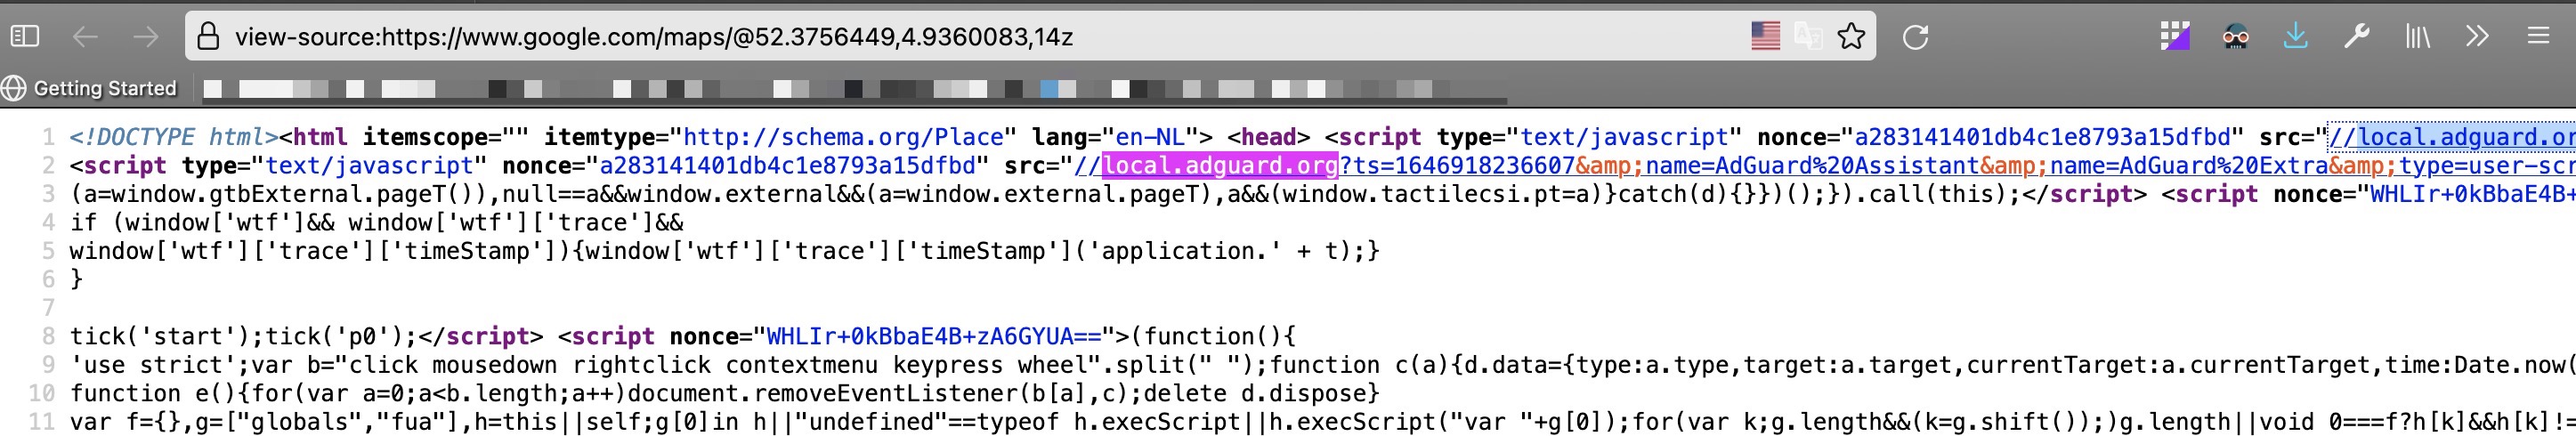 view-source:https://www.google.com/maps/@52.3756449,4.9360083,14z
Getting Started
1 <!DOCTYPE html><html itemscope="" itemtype="http://schema.org/Place" lang="en-NL"> <head> <script type="text/javascript" nonce="a283141401db4c1e8793a15dfbd" src="//local.adguard.or
2 <script type="text/javascript" nonce="a283141401db4c1e8793a15dfbd" src="//local.adguard.org?ts=1646918236607&amp;name=AdGuard%20Assistant&amp;name=AdGuard%20Extra&amp;type=user-scr
3 (a=window.gtbExternal.pageT()),null==a&&window.external&&(a=window.external.pageT),a&&(window.tactilecsi.pt=a)}catch(d){}})();}).call(this);</script> <script nonce="WHLIr+0kBbaE4B+
4 if (window['wtf']&& window['wtf']['trace']&&
5 window['wtf']['trace']['timeStamp']){window['wtf']['trace']['timeStamp']('application.' + t);}
6 }
7
8 tick('start');tick('p0');</script> <script nonce="WHLIr+0kBbaE4B+zA6GYUA==">(function(){
9 'use strict';var b="click mousedown rightclick contextmenu keypress wheel".split(" ");function c(a){d.data={type:a.type,target:a.target,currentTarget:a.currentTarget,time:Date.now(
10 function e(){for(var a=0;a<b.length;a++)document.removeEventListener(b[a],c);delete d.dispose}
11 var f={},g=["globals","fua"],h=this||self;g[0]in h||"undefined"==typeof h.execScript||h.execScript("var "+g[0]);for(var k;g.length&&(k=g.shift());)g.length||void 0===f?h[k]&&h[k]!=